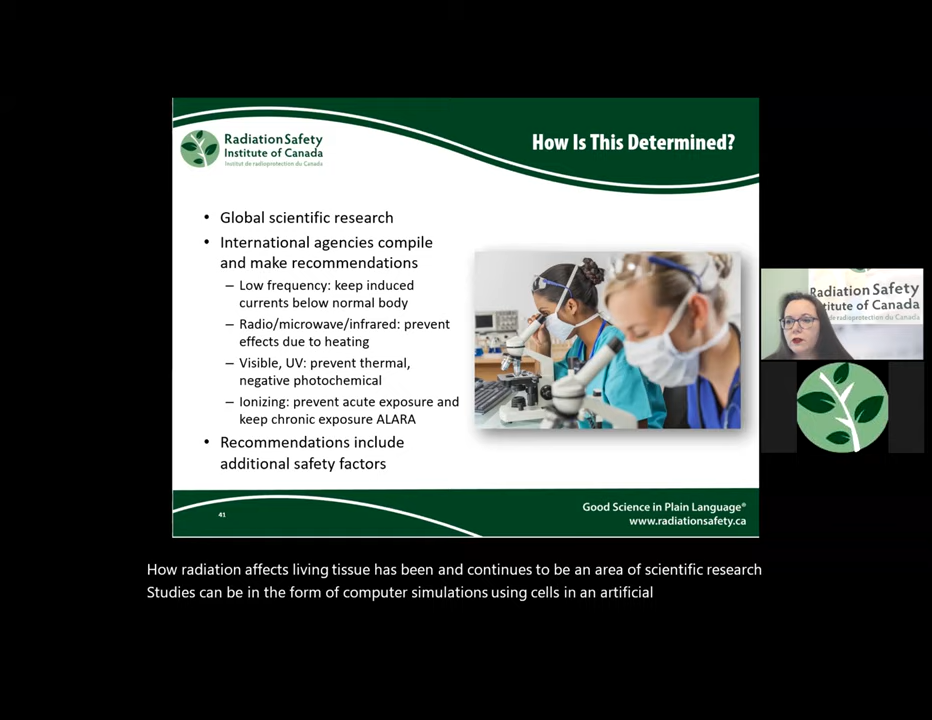 Radiation Safety
Institute of Canada
Institut de radioprotection du Canada
How Is This Determined?
• Global scientific research
• International agencies compile
and make recommendations
– Low frequency: keep induced
currents below normal body
– Radio/microwave/infrared: prevent
effects due to heating
– Visible, UV: prevent thermal,
negative photochemical
– Ionizing: prevent acute exposure and
keep chronic exposure ALARA
• Recommendations include
additional safety factors
41
Good Science in Plain Language®
www.radiationsafety.ca
Radiation Safety
titute of Canada
de radioprotection du Canada
How radiation affects living tissue has been and continues to be an area of scientific research
Studies can be in the form of computer simulations using cells in an artificial